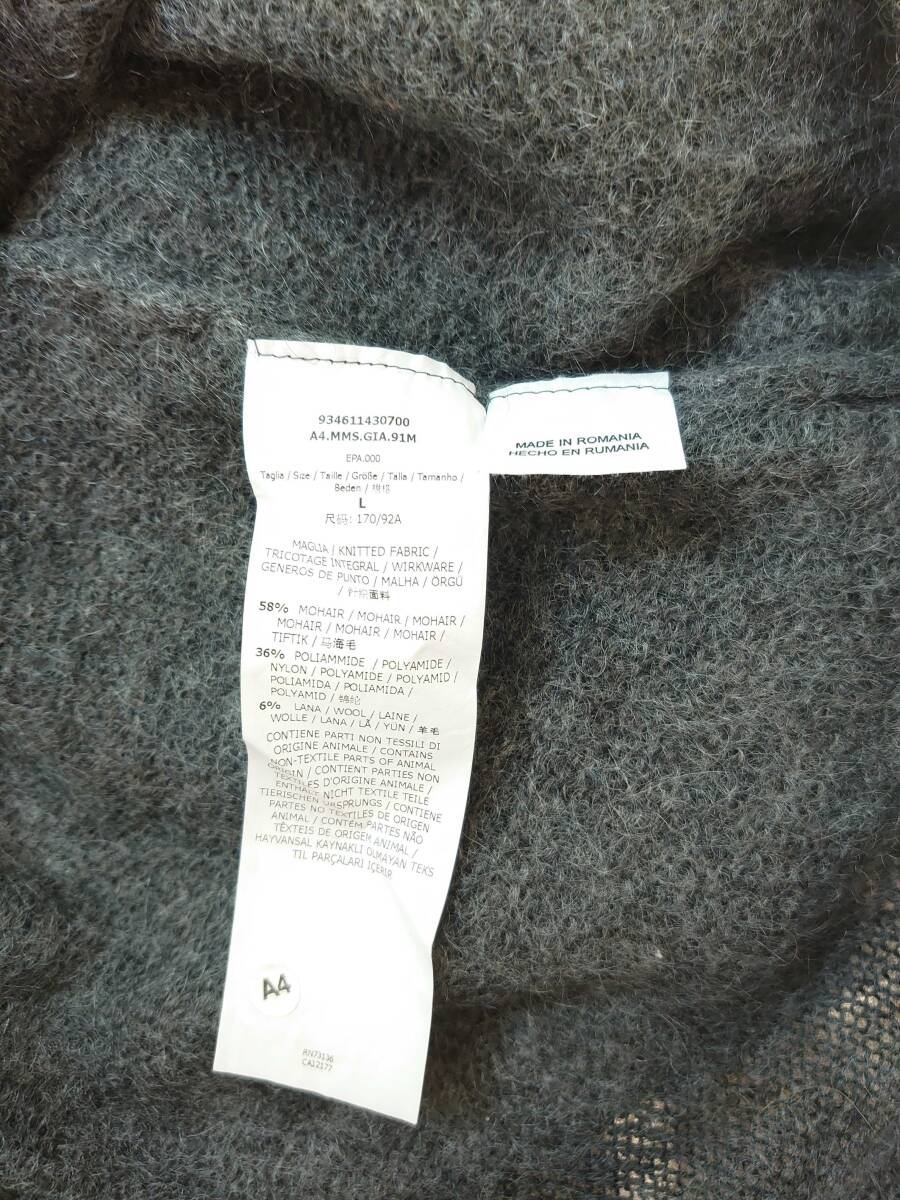 934611430700
A4.MMS.GIA.91M
EPA.000
Taglia / Size / Taille / Größe / Talla / Tamanho /
Beden / 规格
L
尺码: 170/92A
MAGLIA / KNITTED FABRIC /
TRICOTAGE INTEGRAL / WIRKWARE /
GENEROS DE PUNTO / MALHA / ÖRGÜ
/ 针织面料
58% MOHAIR / MOHAIR / MOHAIR /
MOHAIR / MOHAIR / MOHAIR /
TIFTIK / 马海毛
36% POLIAMMIDE / POLYAMIDE /
NYLON / POLYAMIDE / POLYAMID /
POLIAMIDA / POLIAMIDA /
POLYAMID / 锦纶
6% LANA / WOOL / LAINE /
WOLLE / LANA / LÃ / YÜN / 羊毛
CONTIENE PARTI NON TESSILI DI
ORIGINE ANIMALE / CONTAINS
NON-TEXTILE PARTS OF ANIMAL
ORIGIN / CONTIENT PARTIES NON
TEXTILES D'ORIGINE ANIMALE /
ENTHÄLT NICHT TEXTILE TEILE
TIERISCHEN URSPRUNGS / CONTIENE
PARTES NO TEXTILES DE ORIGEN
ANIMAL / CONTÉM PARTES NÃO
TÊXTEIS DE ORIGEM ANIMAL /
HAYVANSAL KAYNAKLI OLMAYAN TEKS
TIL PARÇALARI İÇERIR
A4
RN73136
CA12177
MADE IN ROMANIA
HECHO EN RUMANIA